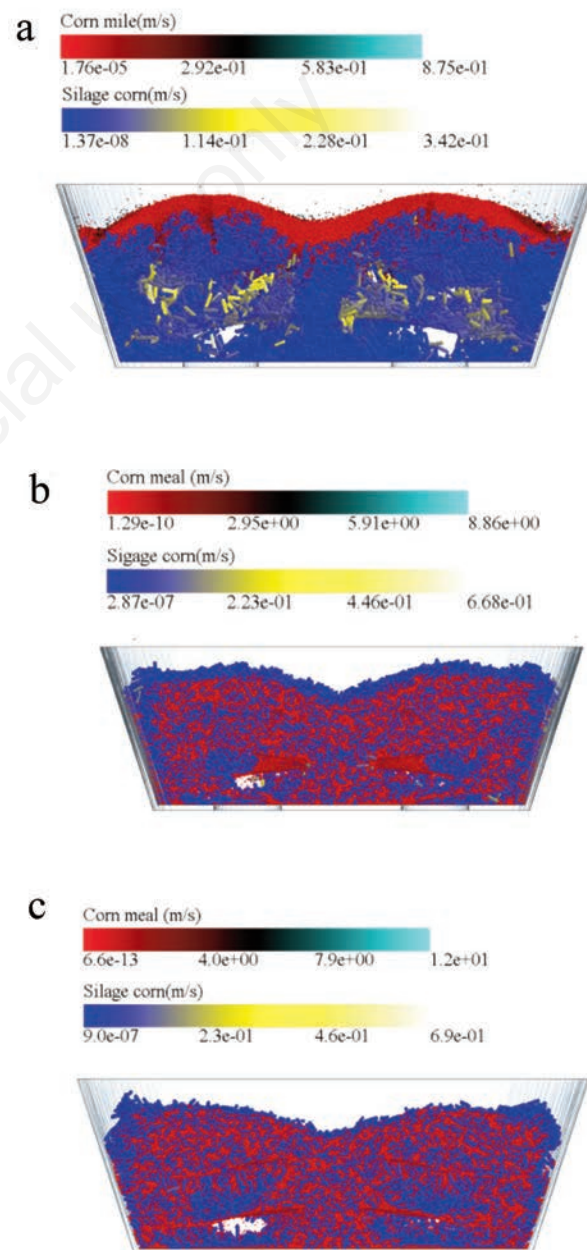 a
Corn mile(m/s)
1.76e-05 2.92e-01 5.83e-01 8.75e-01
Silage corn(m/s)
1.37e-08 1.14e-01 2.28e-01 3.42e-01
b
Corn meal (m/s)
1.29e-10 2.95e+00 5.91e+00 8.86e+00
Sigage corn(m/s)
2.87e-07 2.23e-01 4.46e-01 6.68e-01
c
Corn meal (m/s)
6.6e-13 4.0e+00 7.9e+00 1.2e+01
Silage corn(m/s)
9.0e-07 2.3e-01 4.6e-01 6.9e-01
only